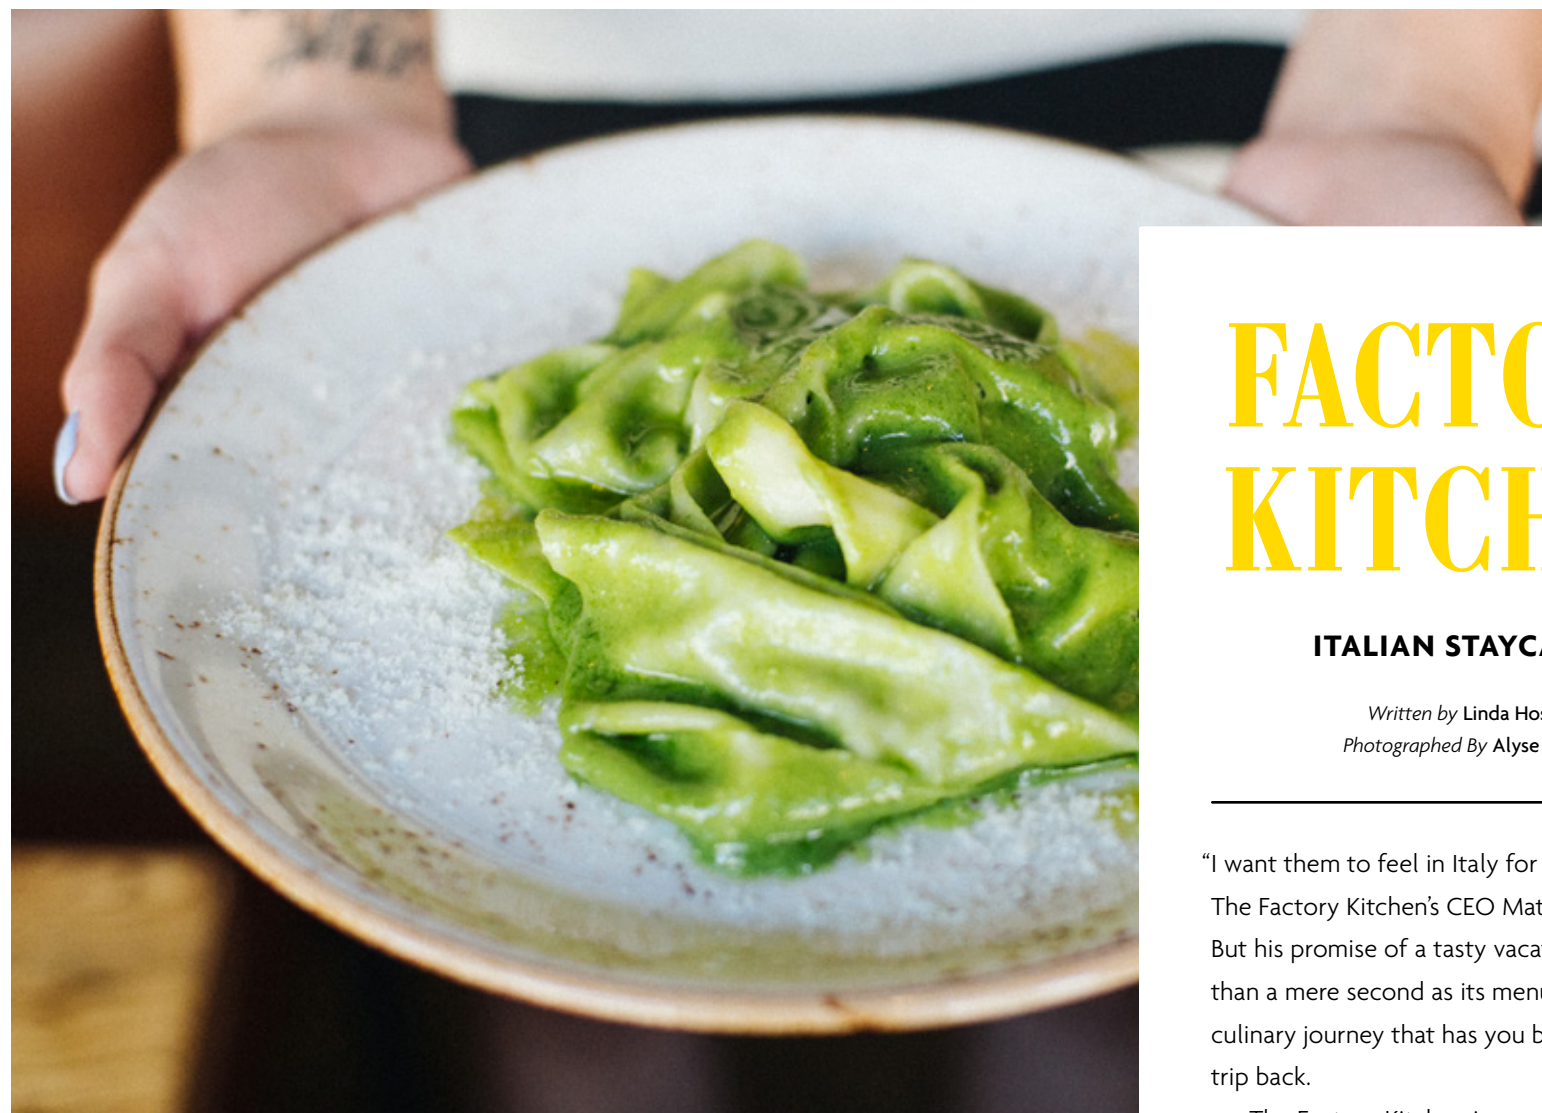 FACTO
KITCH
ITALIAN STAYCA
Written by Linda Hos
Photographed By Alyse
“I want them to feel in Italy for
The Factory Kitchen’s CEO Mat
But his promise of a tasty vaca
than a mere second as its menu
culinary journey that has you b
trip back.